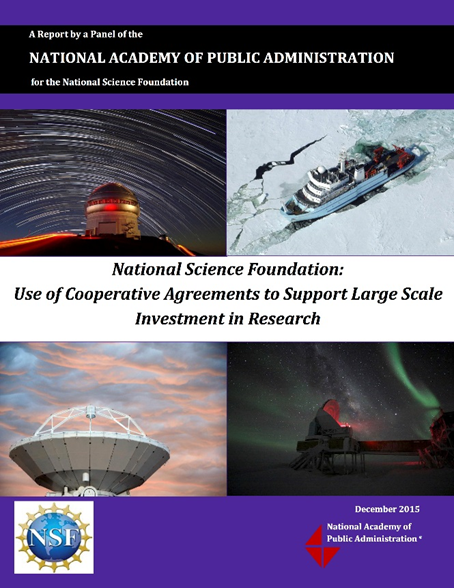 A Report by a Panel of the
NATIONAL ACADEMY OF PUBLIC ADMINISTRATION
for the National Science Foundation
National Science Foundation:
Use of Cooperative Agreements to Support Large Scale
Investment in Research
December 2015
National Academy of
Public Administration®
NSF